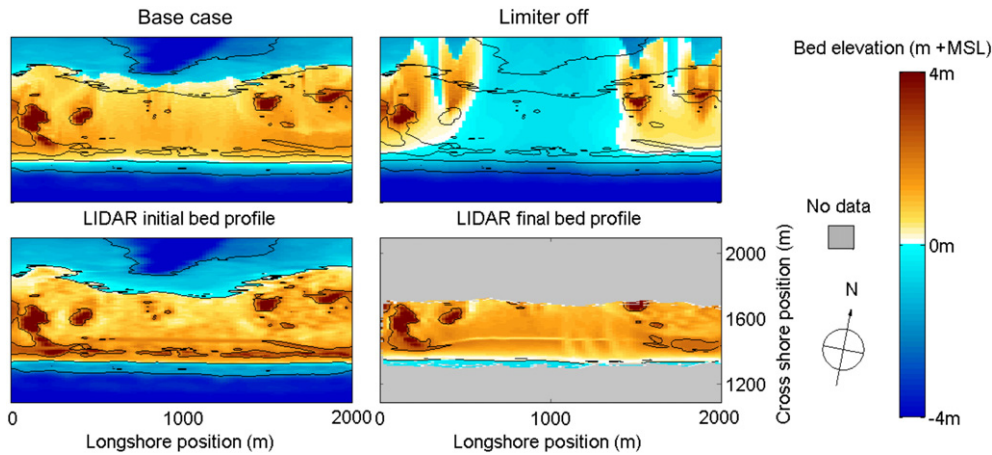 Base case
Limiter off
Bed elevation (m +MSL)
4m
0m
-4m
LIDAR initial bed profile
LIDAR final bed profile
No data
N
2000
1600
1200
Cross shore position (m)
0
1000
2000
0
1000
2000
Longshore position (m)
Longshore position (m)